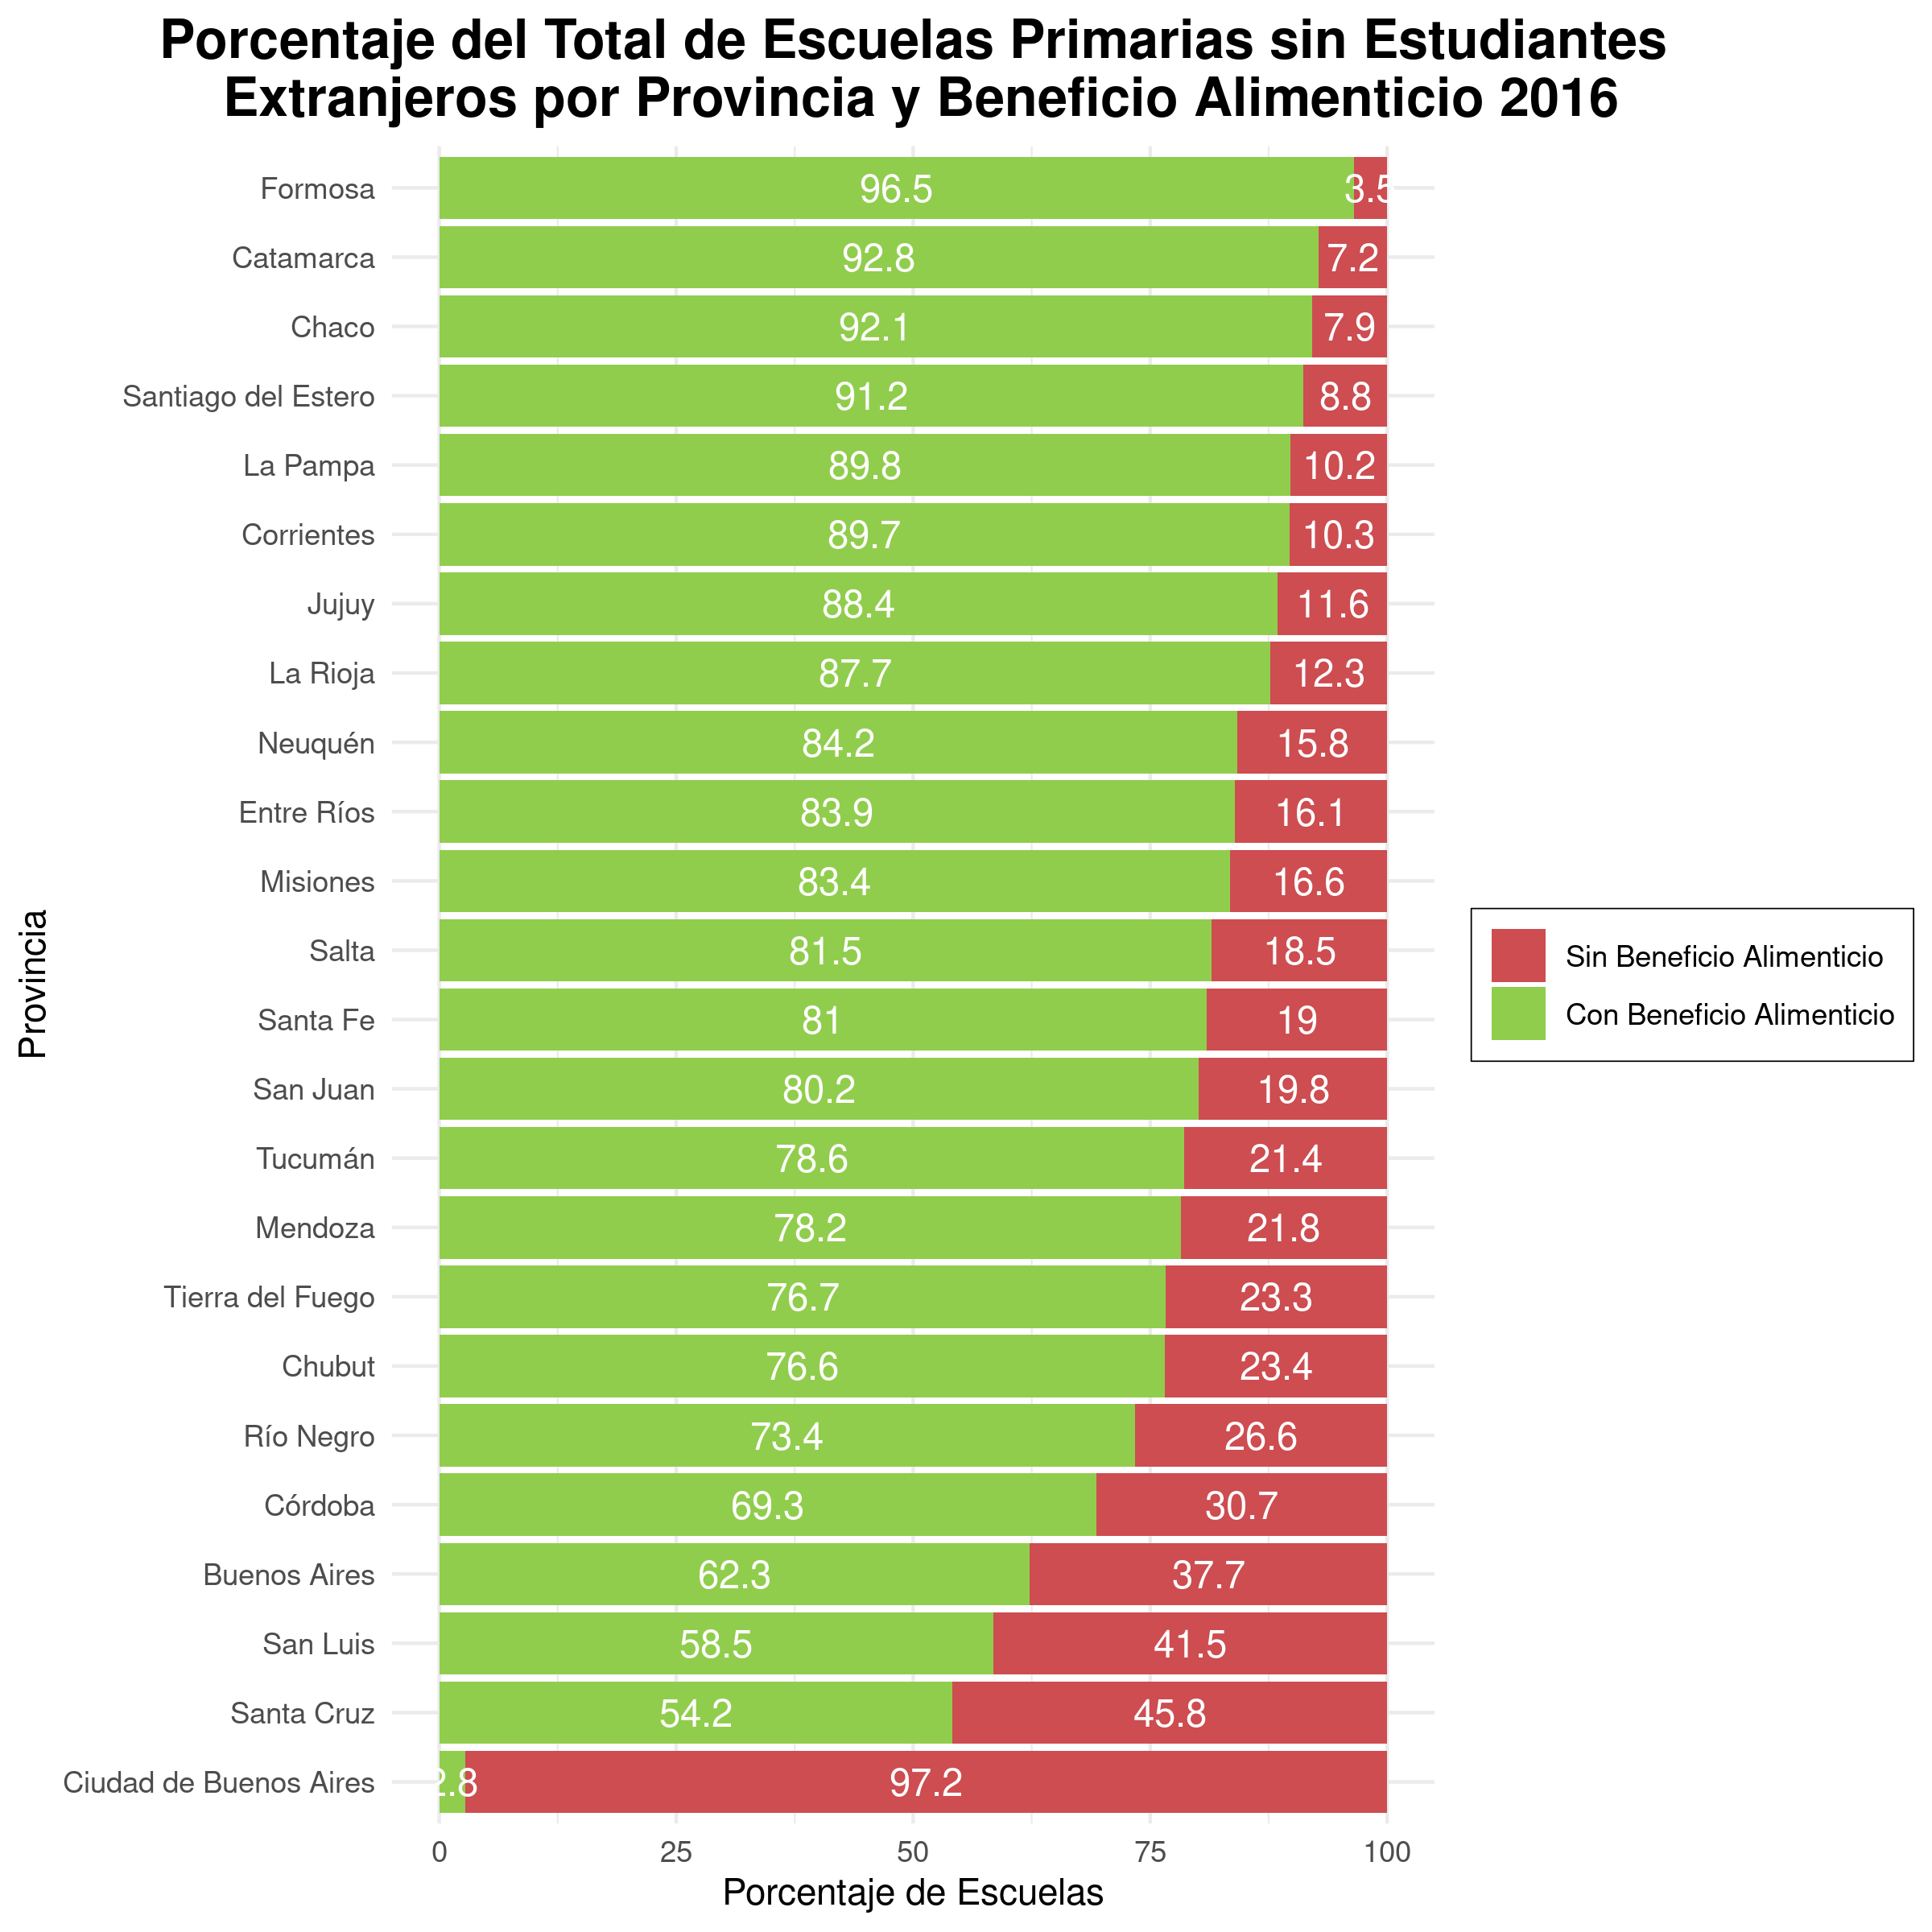 Porcentaje del Total de Escuelas Primarias sin Estudiantes
Extranjeros por Provincia y Beneficio Alimenticio 2016
Provincia
Formosa 96.5 3.5
Catamarca 92.8 7.2
Chaco 92.1 7.9
Santiago del Estero 91.2 8.8
La Pampa 89.8 10.2
Corrientes 89.7 10.3
Jujuy 88.4 11.6
La Rioja 87.7 12.3
Neuquén 84.2 15.8
Entre Ríos 83.9 16.1
Misiones 83.4 16.6
Salta 81.5 18.5
Santa Fe 81 19
San Juan 80.2 19.8
Tucumán 78.6 21.4
Mendoza 78.2 21.8
Tierra del Fuego 76.7 23.3
Chubut 76.6 23.4
Río Negro 73.4 26.6
Córdoba 69.3 30.7
Buenos Aires 62.3 37.7
San Luis 58.5 41.5
Santa Cruz 54.2 45.8
Ciudad de Buenos Aires 2.8 97.2
0 25 50 75 100
Porcentaje de Escuelas
Sin Beneficio Alimenticio
Con Beneficio Alimenticio